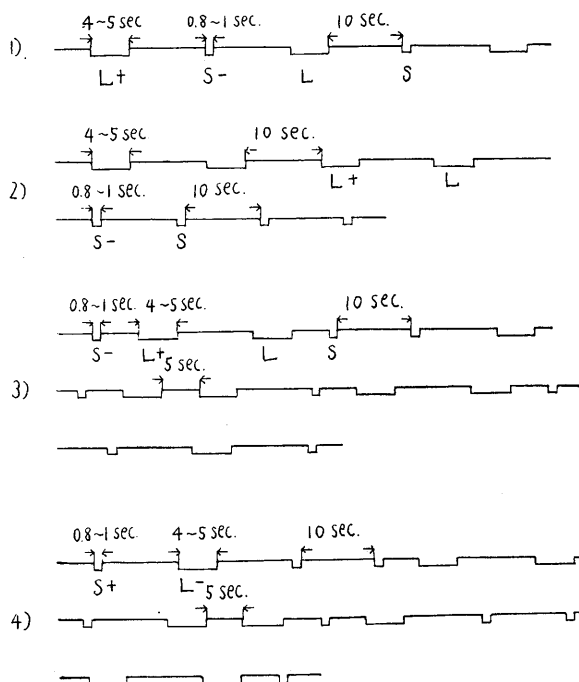 4~5 sec 0.8~1 sec. 10 sec.
1).
L+ S- L S
4~5 sec 10 sec.
L+ L
2)
0.8~1 sec. 10 sec.
S- S
0.8~1 sec. 4~5 sec. 10 sec.
S- L+ L S
5 sec.
3)
0.8~1 sec. 4~5 sec. 10 sec.
S+ L-
5 sec.
4)